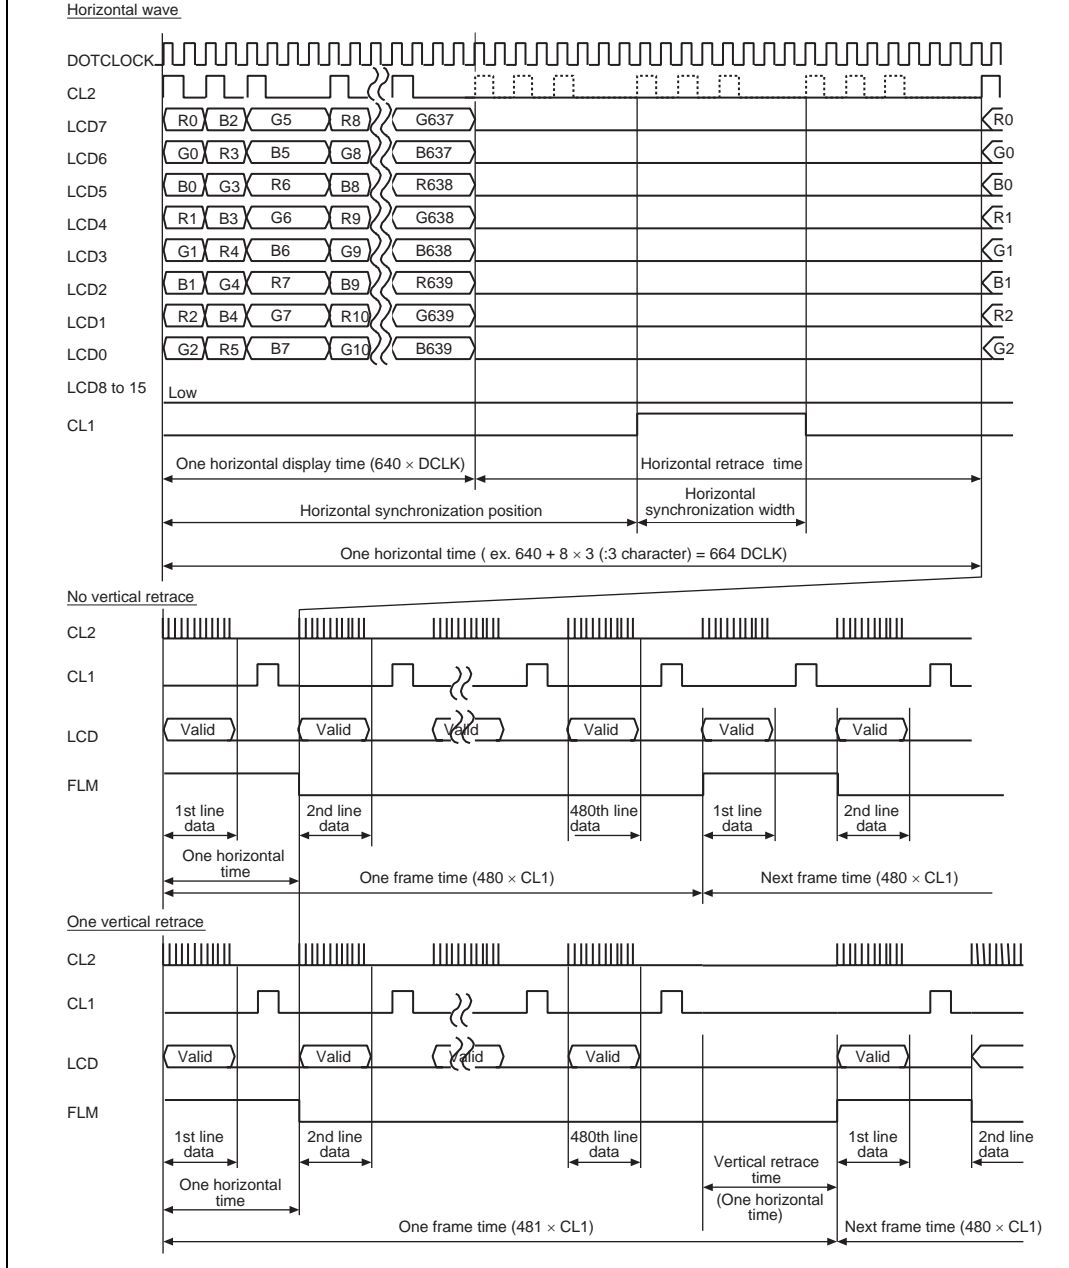 Horizontal wave
DOTCLOCK
CL2
LCD7 R0 B2 G5 R8 G637 R0
LCD6 G0 R3 B5 G8 B637 G0
LCD5 B0 G3 R6 B8 R638 B0
LCD4 R1 B3 G6 R9 G638 R1
LCD3 G1 R4 B6 G9 B638 G1
LCD2 B1 G4 R7 B9 R639 B1
LCD1 R2 B4 G7 R10 G639 R2
LCD0 G2 R5 B7 G10 B639 G2
LCD8 to 15 Low
CL1
One horizontal display time (640 × DCLK) Horizontal retrace time
Horizontal synchronization position Horizontal
synchronization width
One horizontal time ( ex. 640 + 8 × 3 (:3 character) = 664 DCLK)
No vertical retrace
CL2
CL1
LCD Valid Valid Valid Valid Valid Valid
FLM
1st line data 2nd line data 480th line data 1st line data 2nd line data
One horizontal
time
One frame time (480 × CL1) Next frame time (480 × CL1)
One vertical retrace
CL2
CL1
LCD Valid Valid Valid Valid Valid
FLM
1st line data 2nd line data 480th line data 1st line data 2nd line data
One horizontal
time
Vertical retrace
time
(One horizontal
time)
One frame time (481 × CL1) Next frame time (480 × CL1)